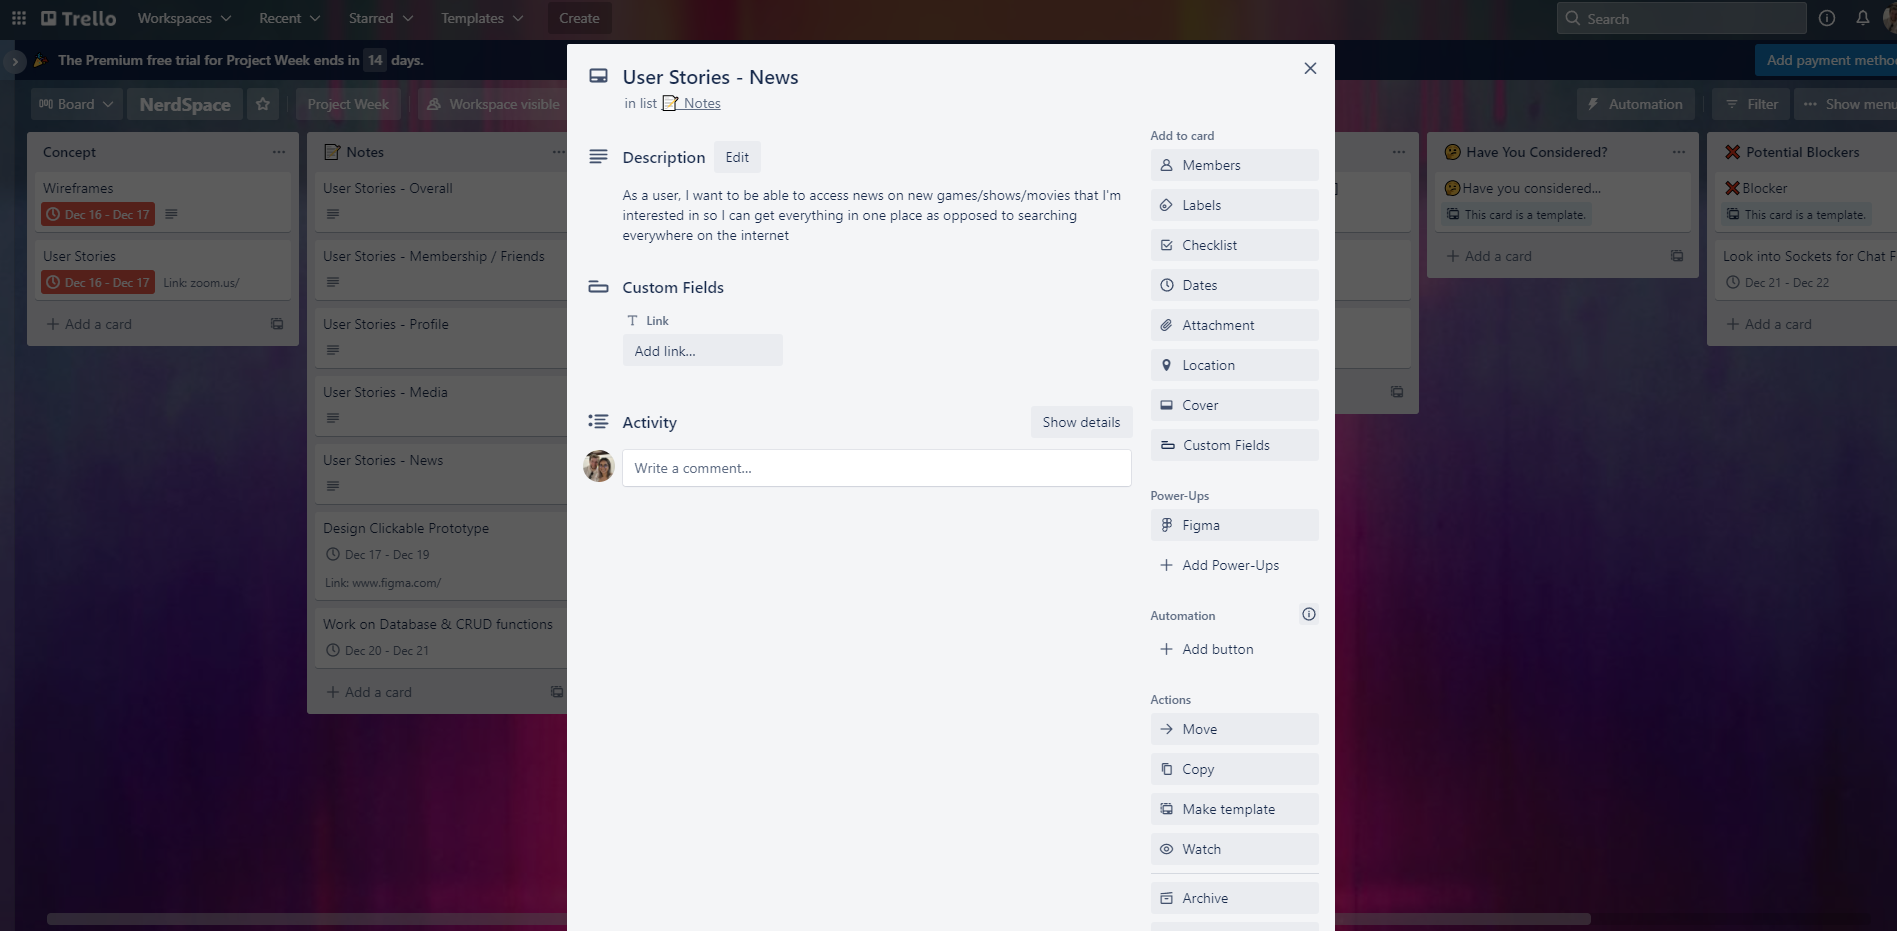 Trello
Workspaces
Recent
Starred
Templates
Create
Search
The Premium free trial for Project Week ends in 14 days.
Add payment
Board
NerdSpace
Project Week
Workspace visible
Automation
Filter
Show menu
Concept
Wireframes
Dec 16 - Dec 17
User Stories
Dec 16 - Dec 17 Link: zoom.us/
+ Add a card
Notes
User Stories - Overall
User Stories - Membership / Friends
User Stories - Profile
User Stories - Media
User Stories - News
Design Clickable Prototype
Dec 17 - Dec 19
Link: www.figma.com/
Work on Database & CRUD functions
Dec 20 - Dec 21
+ Add a card
User Stories - News
in list Notes
Description Edit
As a user, I want to be able to access news on new games/shows/movies that I'm
interested in so I can get everything in one place as opposed to searching
everywhere on the internet
Custom Fields
Link
Add link...
Activity
Show details
Write a comment...
Add to card
Members
Labels
Checklist
Dates
Attachment
Location
Cover
Custom Fields
Power-Ups
Figma
+ Add Power-Ups
Automation
+ Add button
Actions
Move
Copy
Make template
Watch
Archive
Have You Considered?
Have you considered...
This card is a template.
+ Add a card
Potential Blockers
Blocker
This card is a template.
Look into Sockets for Chat F
Dec 21 - Dec 22
+ Add a card